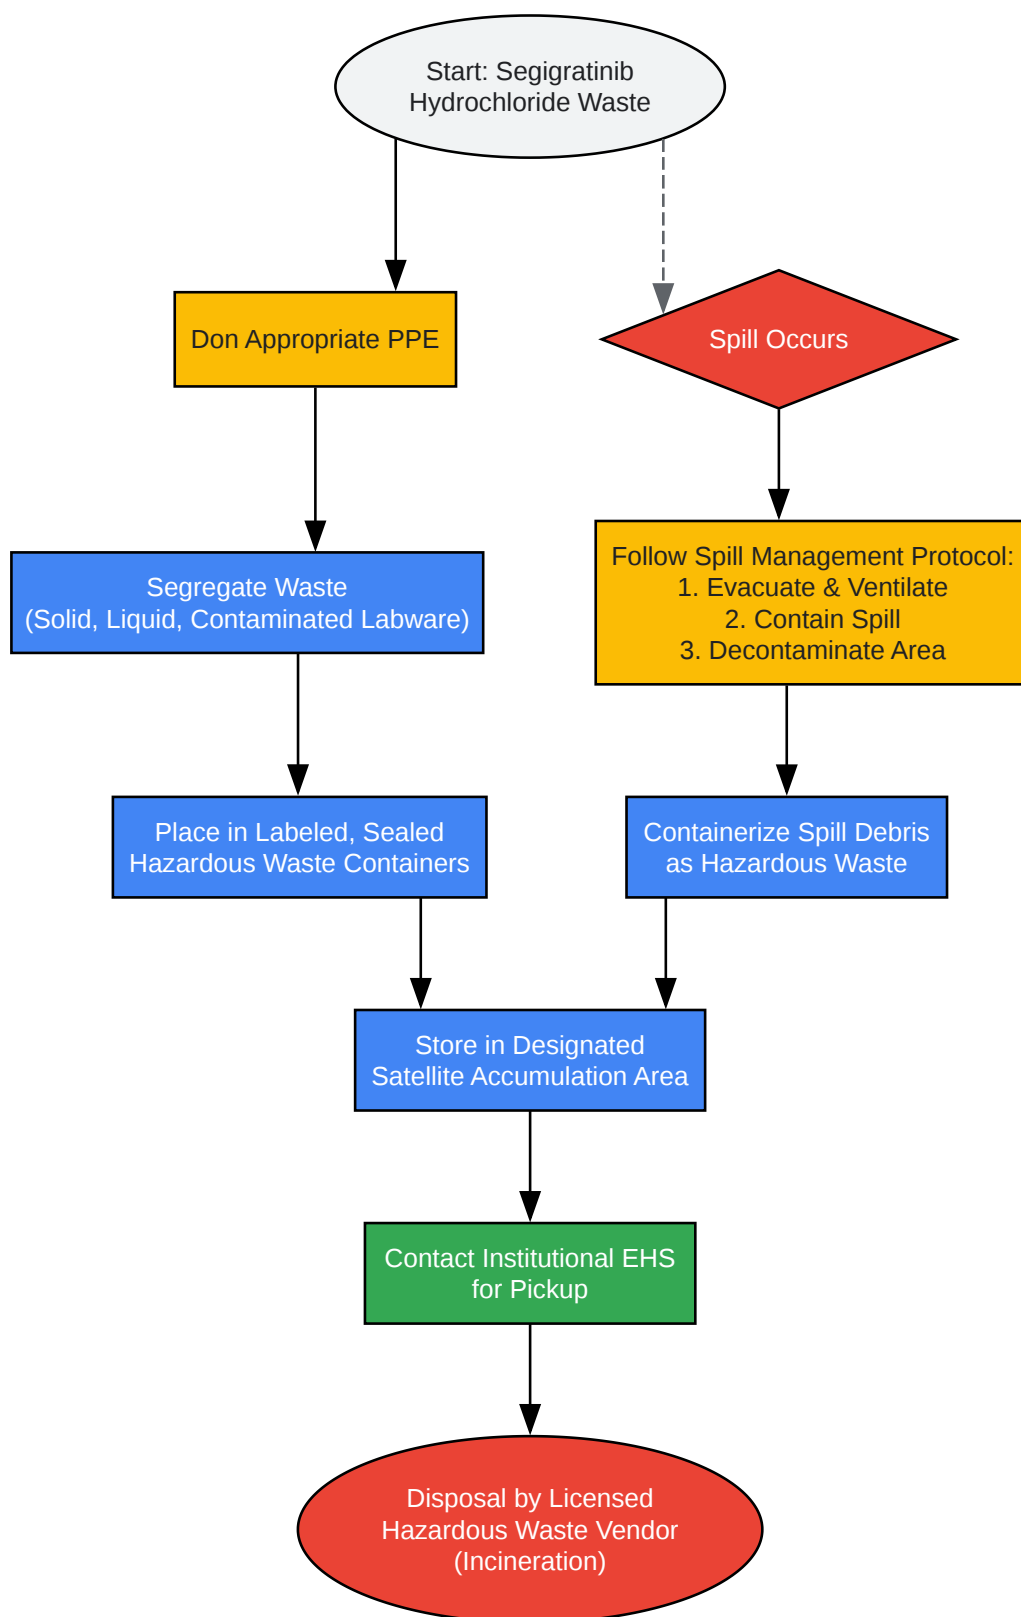 Start: Segigratinib
Hydrochloride Waste
Don Appropriate PPE
Spill Occurs
Segregate Waste
(Solid, Liquid, Contaminated Labware)
Follow Spill Management Protocol:
1. Evacuate & Ventilate
2. Contain Spill
3. Decontaminate Area
Place in Labeled, Sealed
Hazardous Waste Containers
Containerize Spill Debris
as Hazardous Waste
Store in Designated
Satellite Accumulation Area
Contact Institutional EHS
for Pickup
Disposal by Licensed
Hazardous Waste Vendor
(Incineration)